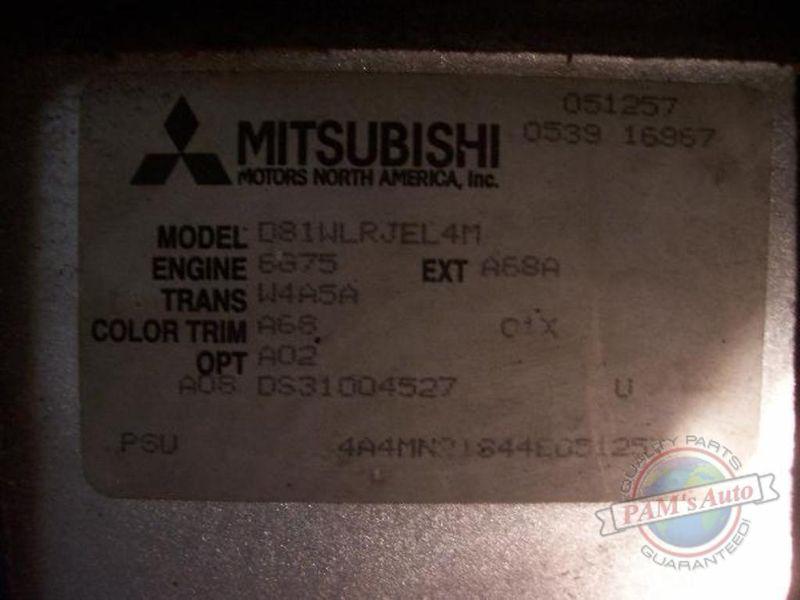 051257
MITSUBISHI 0539 16967
MOTORS NORTH AMERICA, Inc.
MODEL D81WLRJEL4M
ENGINE 6G75 EXT A68A
TRANS W4A5A
COLOR TRIM A68 01X
OPT A02
A08 DS31004527 U
PSU
QUALITY PARTS
PAM's Auto
GUARANTEED!